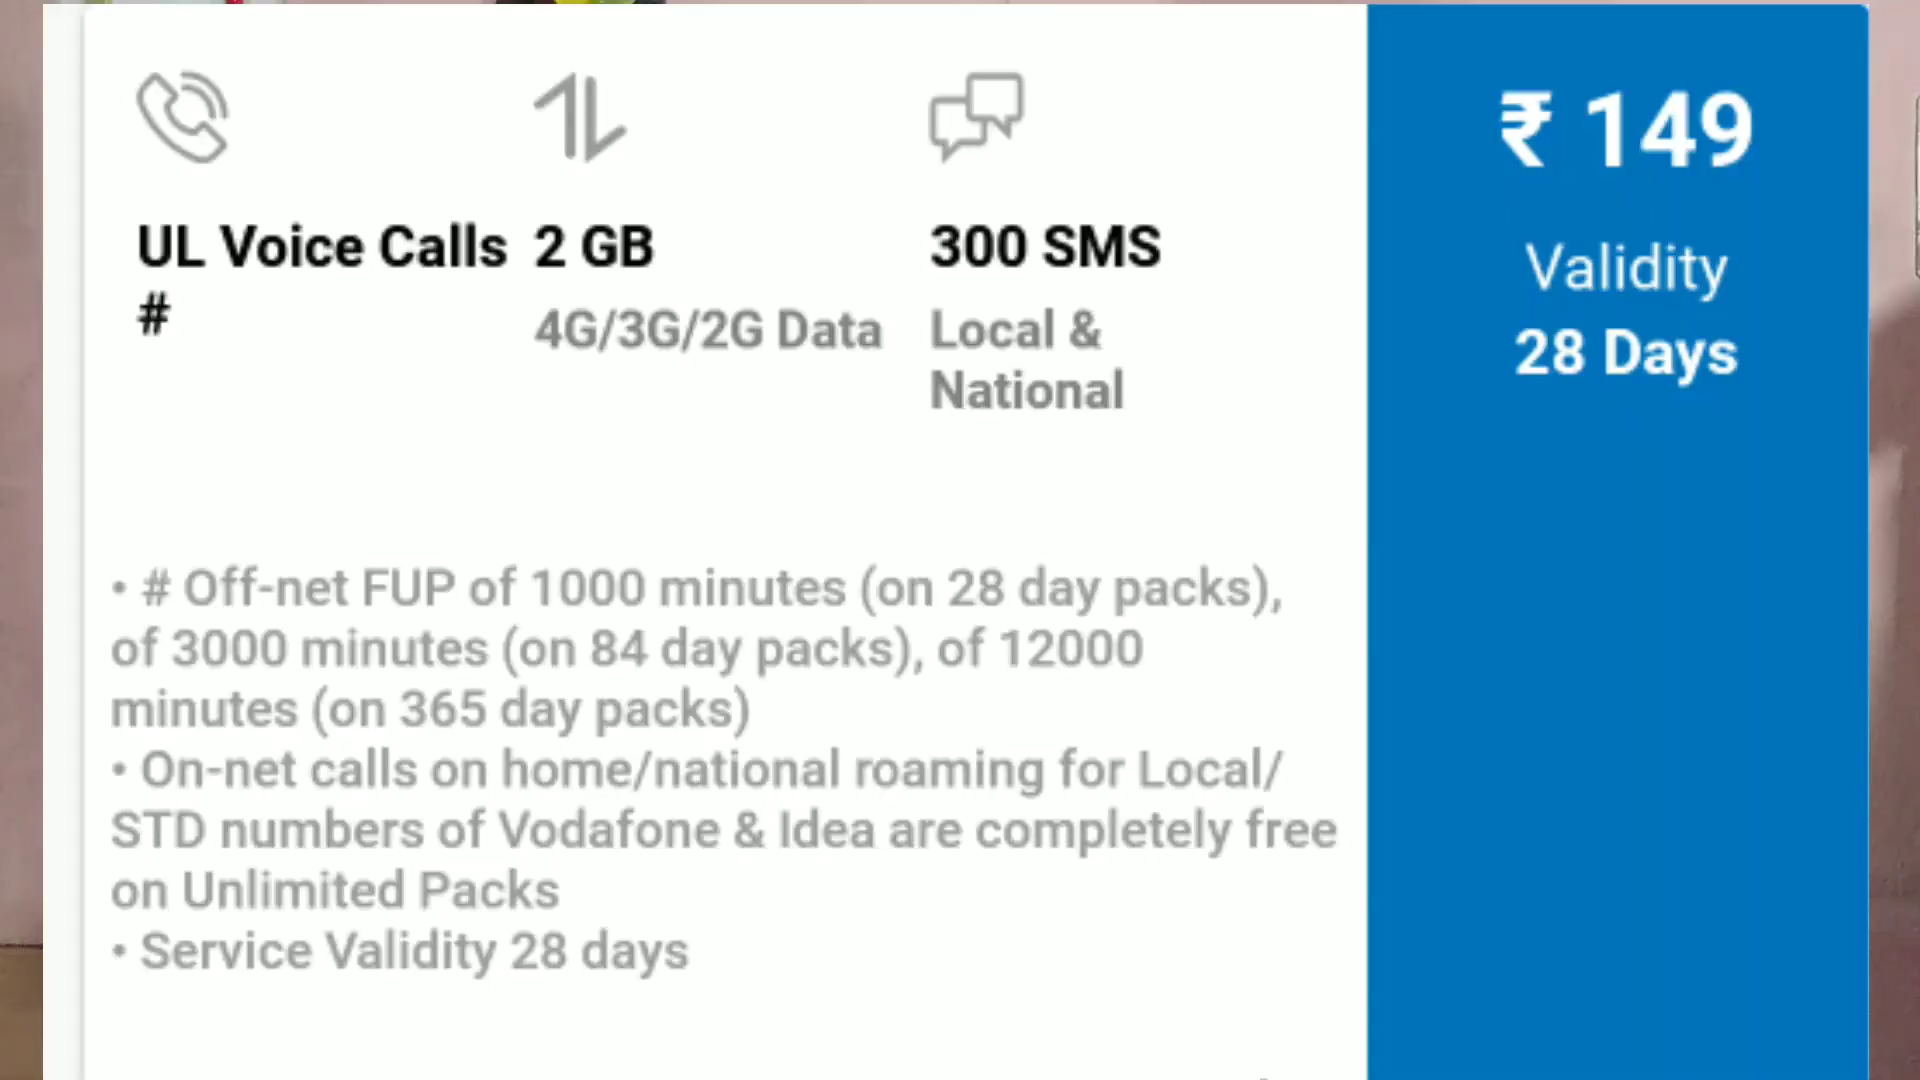 UL Voice Calls
#
2 GB
4G/3G/2G Data
300 SMS
Local &
National
₹ 149
Validity
28 Days
• # Off-net FUP of 1000 minutes (on 28 day packs),
of 3000 minutes (on 84 day packs), of 12000
minutes (on 365 day packs)
• On-net calls on home/national roaming for Local/
STD numbers of Vodafone & Idea are completely free
on Unlimited Packs
• Service Validity 28 days